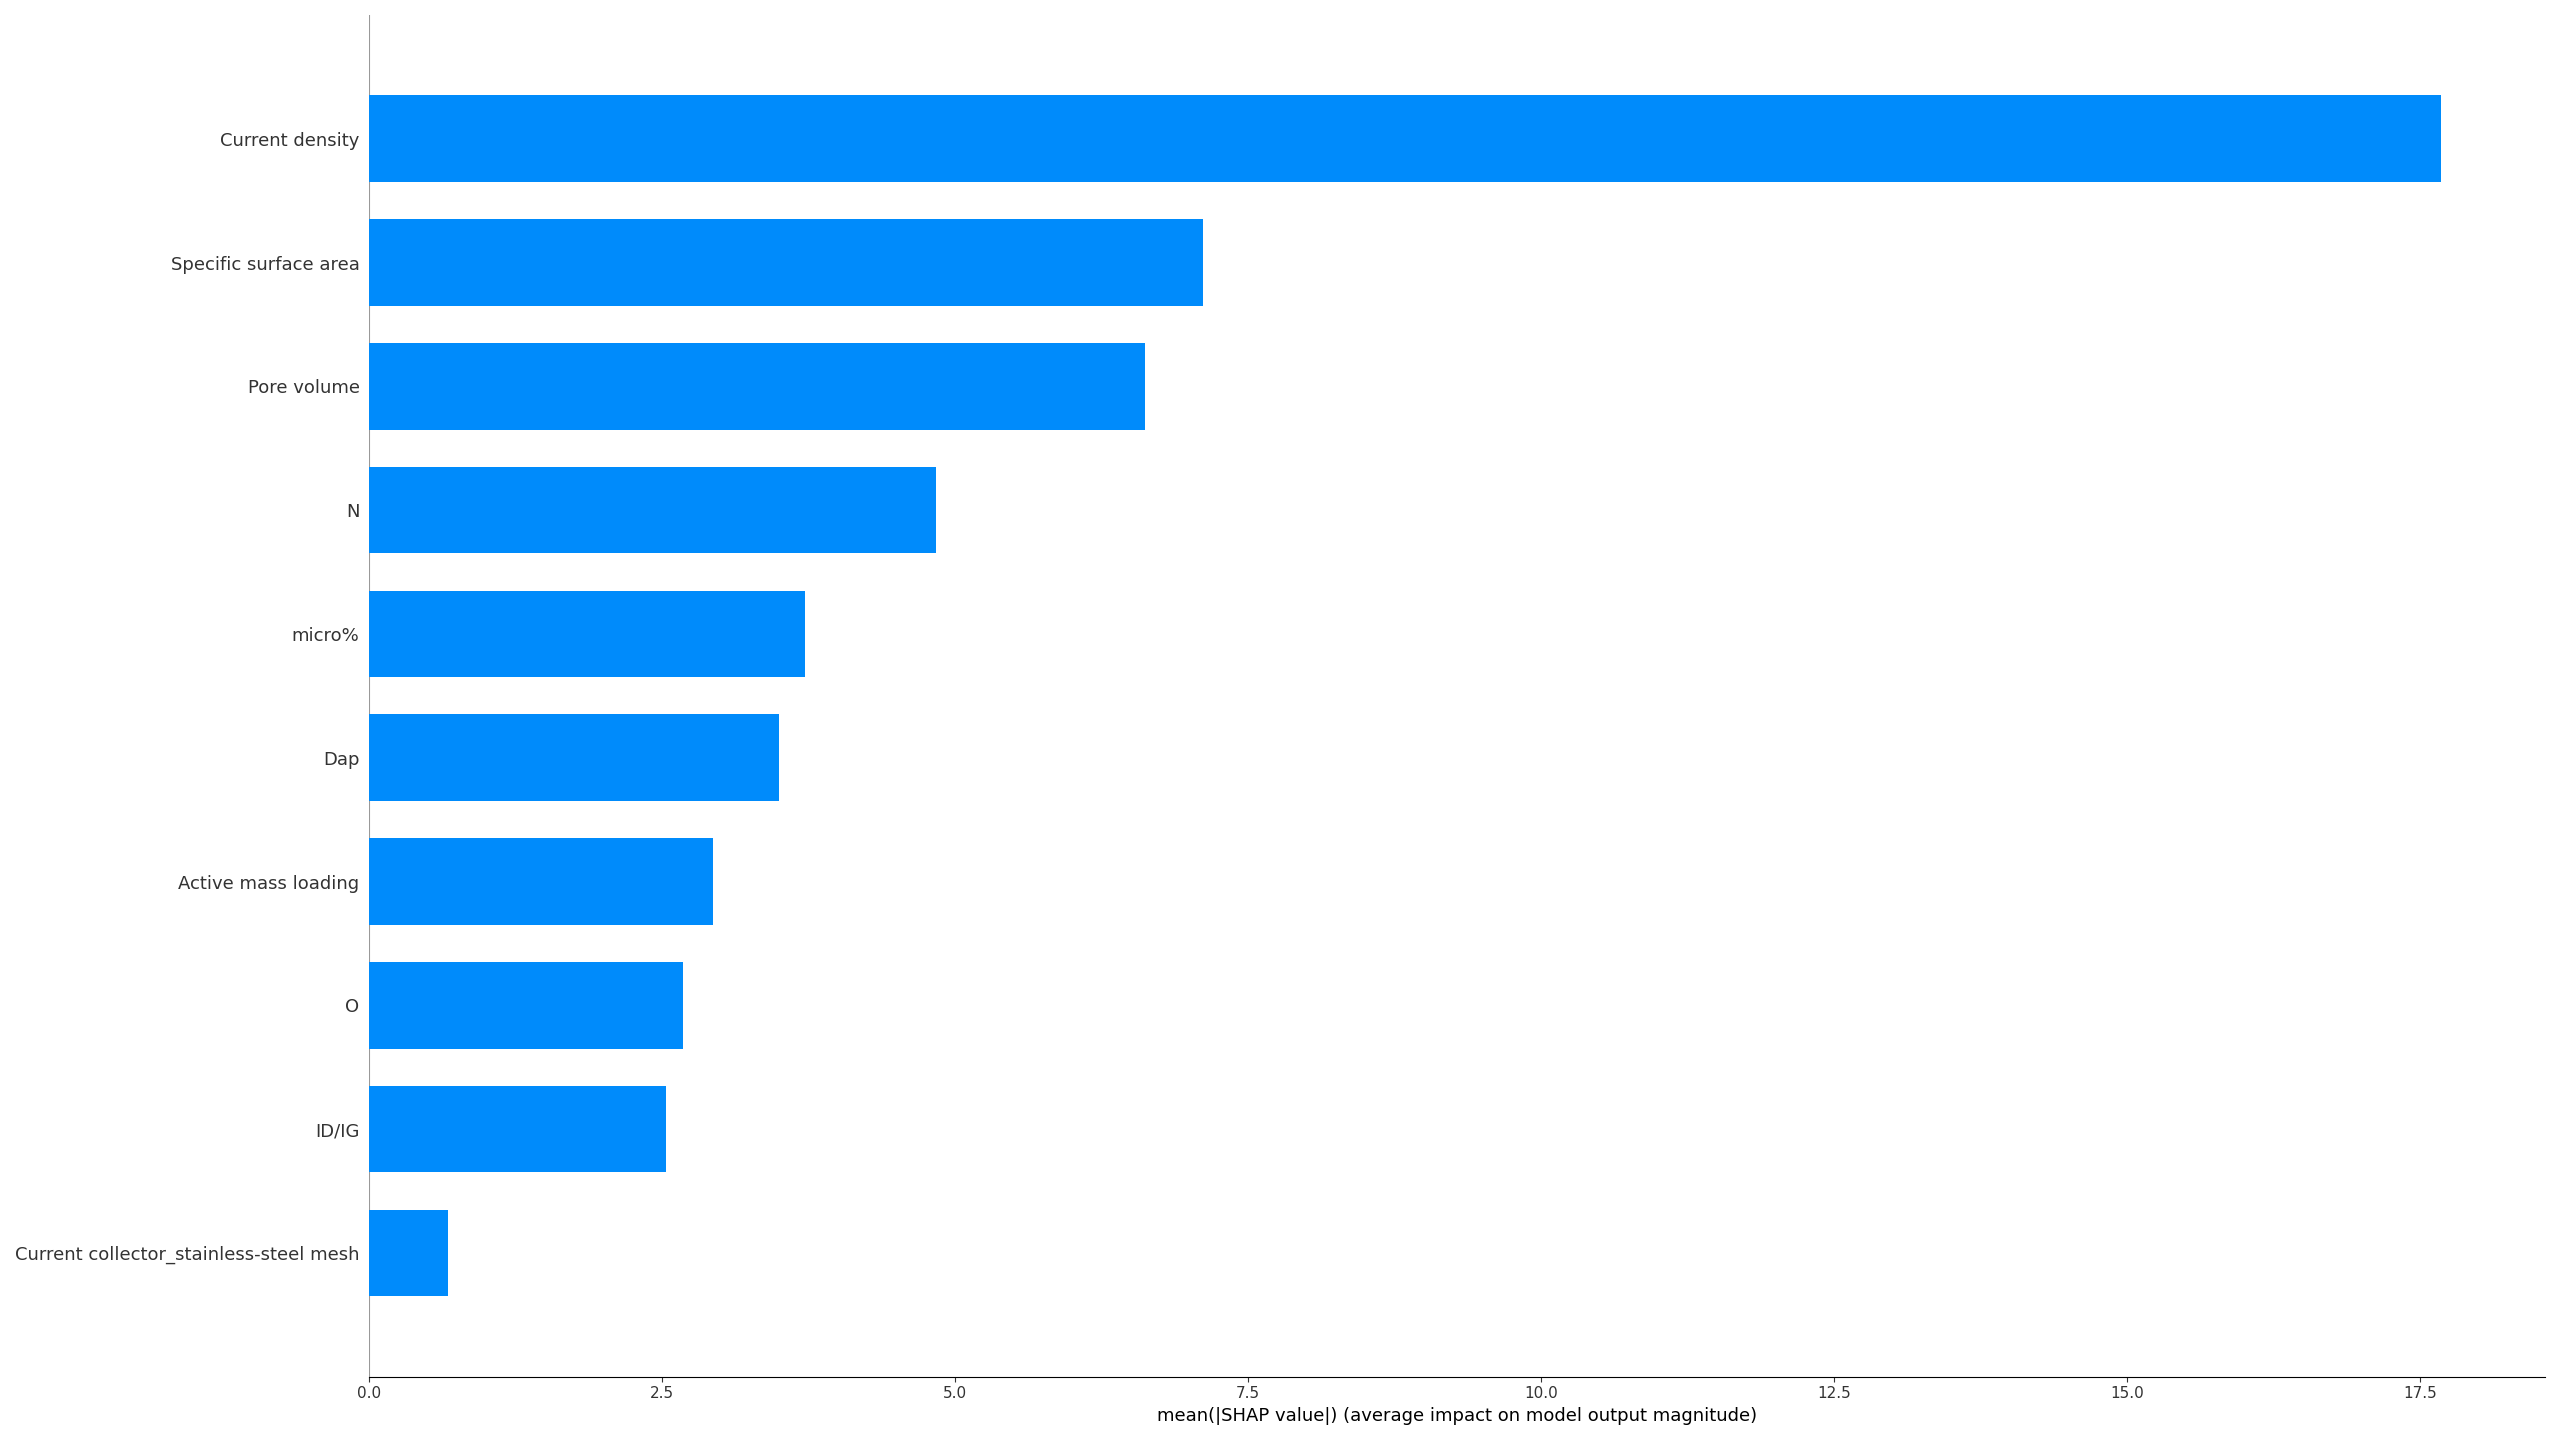 Current density
Specific surface area
Pore volume
N
micro%
Dap
Active mass loading
O
ID/IG
Current collector_stainless-steel mesh
0.0 2.5 5.0 7.5 10.0 12.5 15.0 17.5
mean(|SHAP value|) (average impact on model output magnitude)